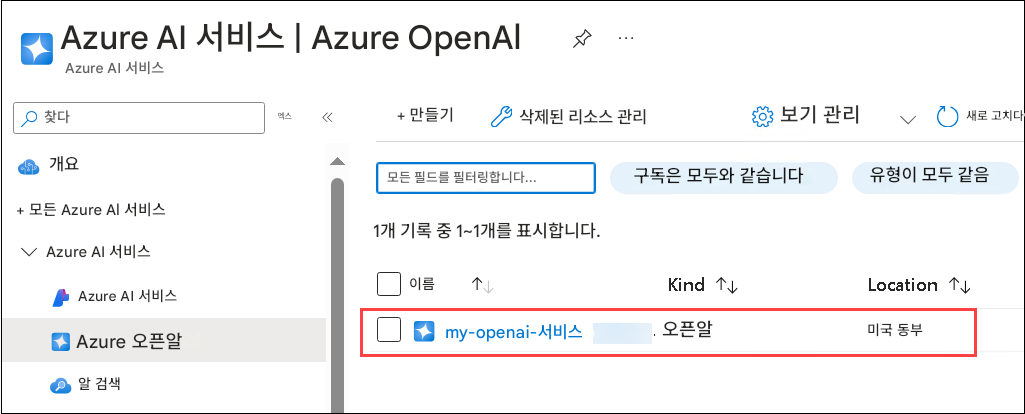 Azure AI 서비스 | Azure OpenAI
Azure AI 서비스
찾다
엑스
+ 만들기
삭제된 리소스 관리
보기 관리
새로 고치다
개요
+ 모든 Azure AI 서비스
Azure AI 서비스
Azure AI 서비스
Azure 오픈알
알 검색
모든 필드를 필터링합니다...
구독은 모두와 같습니다
유형이 모두 같음
1개 기록 중 1~1개를 표시합니다.
이름 Kind Location
my-openai-서비스 . 오픈알 미국 동부